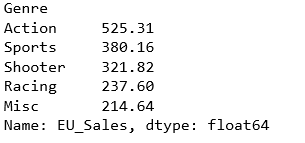 Genre
Action     525.31
Sports     380.16
Shooter    321.82
Racing     237.60
Misc       214.64
Name: EU_Sales, dtype: float64